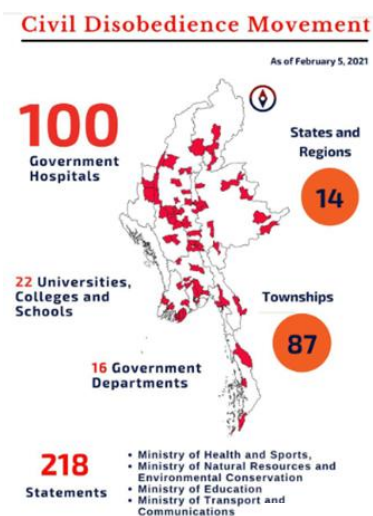 Civil Disobedience Movement
As of February 5, 2021
100
Government
Hospitals
States and
Regions
14
22 Universities,
Colleges and
Schools
Townships
87
16 Government
Departments
218
Statements
• Ministry of Health and Sports,
• Ministry of Natural Resources and
Environmental Conservation
• Ministry of Education
• Ministry of Transport and
Communications